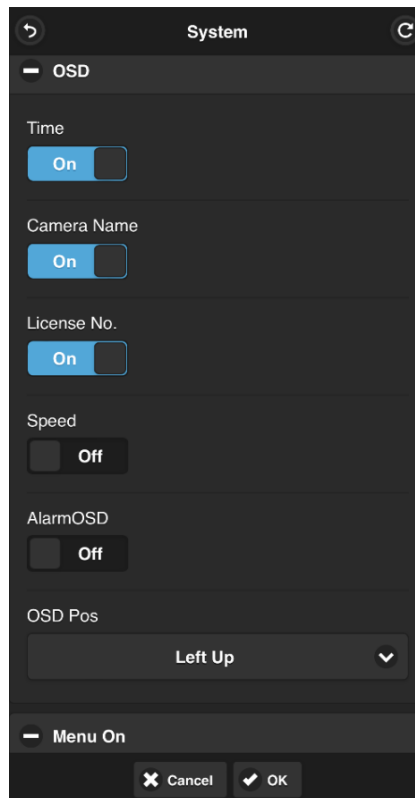 System
OSD
Time
On
Camera Name
On
License No.
On
Speed
Off
AlarmOSD
Off
OSD Pos
Left Up
Menu On
Cancel OK